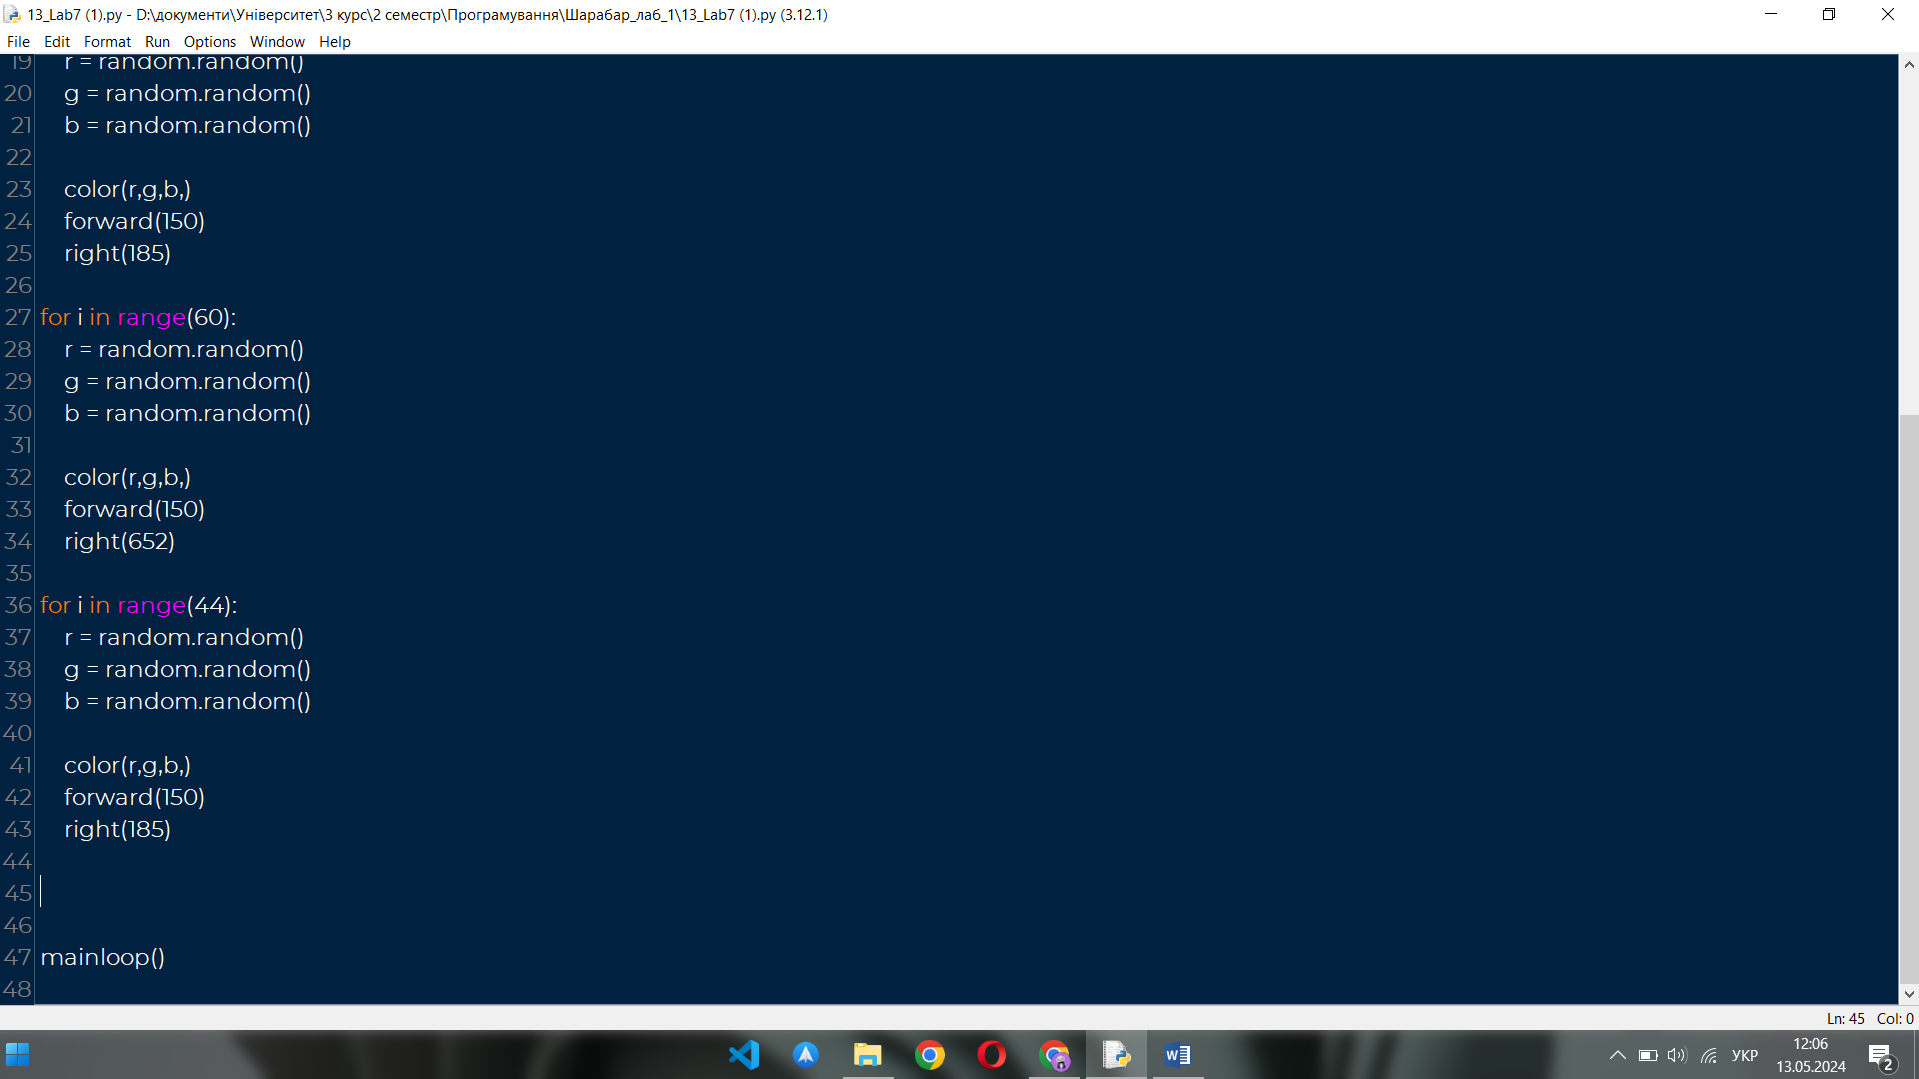 13_Lab7 (1).py - D:\документи\Університет\3 курс\2 семестр\Програмування\Шарабар_лаб_1\13_Lab7 (1).py (3.12.1)
File Edit Format Run Options Window Help
19 r = random.random()
20 g = random.random()
21 b = random.random()
22
23 color(r,g,b,)
24 forward(150)
25 right(185)
26
27 for i in range(60):
28 r = random.random()
29 g = random.random()
30 b = random.random()
31
32 color(r,g,b,)
33 forward(150)
34 right(652)
35
36 for i in range(44):
37 r = random.random()
38 g = random.random()
39 b = random.random()
40
41 color(r,g,b,)
42 forward(150)
43 right(185)
44
45
46
47 mainloop()
48
Ln: 45 Col: 0
УКР
12:06
13.05.2024
2